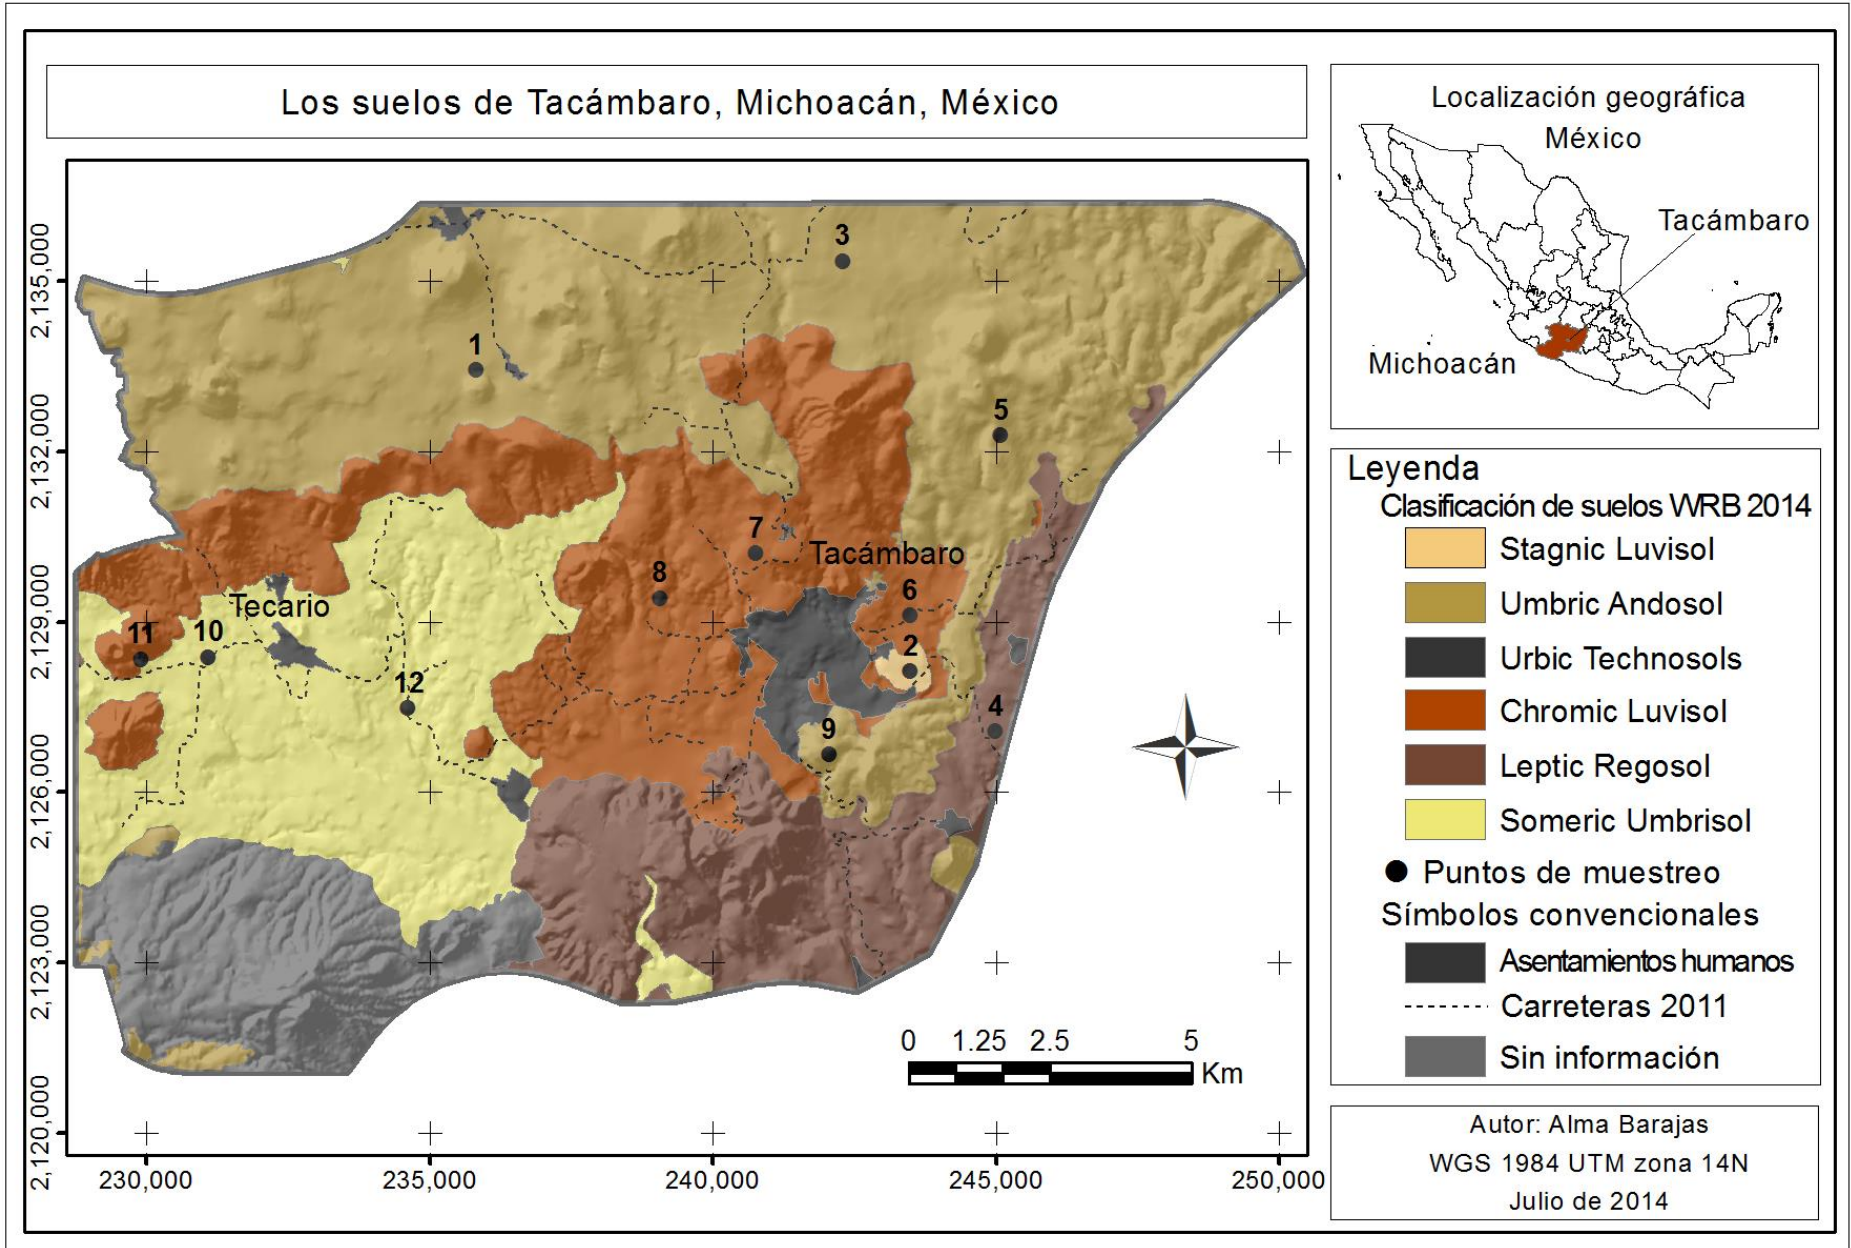 Los suelos de Tacámbaro, Michoacán, México
2,135,000
2,132,000
2,129,000
2,126,000
2,123,000
2,120,000
230,000
235,000
240,000
245,000
250,000
3
1
5
7
Tacámbaro
8
6
Tecario
11
10
2
12
4
9
0 1.25 2.5 5
Km
Localización geográfica
México
Tacámbaro
Michoacán
Leyenda
Clasificación de suelos WRB 2014
Stagnic Luvisol
Umbric Andosol
Urbic Technosols
Chromic Luvisol
Leptic Regosol
Someric Umbrisol
Puntos de muestreo
Símbolos convencionales
Asentamientos humanos
Carreteras 2011
Sin información
Autor: Alma Barajas
WGS 1984 UTM zona 14N
Julio de 2014